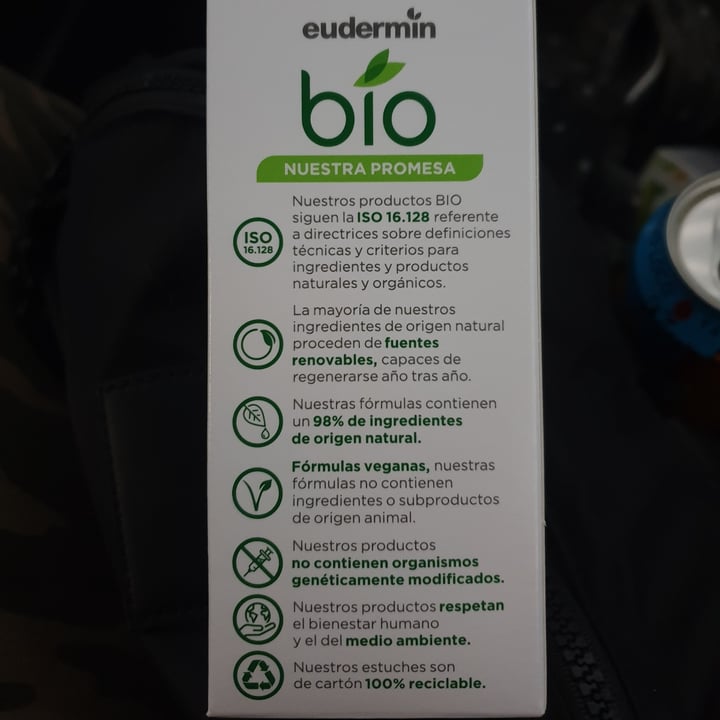 eudermin
bio
NUESTRA PROMESA
Nuestros productos BIO
siguen la ISO 16.128 referente
a directrices sobre definiciones
técnicas y criterios para
ingredientes y productos
naturales y orgánicos.
ISO
16.128
La mayoría de nuestros
ingredientes de origen natural
proceden de fuentes
renovables, capaces de
regenerarse año tras año.
Nuestras fórmulas contienen
un 98% de ingredientes
de origen natural.
Fórmulas veganas, nuestras
fórmulas no contienen
ingredientes o subproductos
de origen animal.
Nuestros productos
no contienen organismos
genéticamente modificados.
Nuestros productos respetan
el bienestar humano
y el del medio ambiente.
Nuestros estuches son
de cartón 100% reciclable.